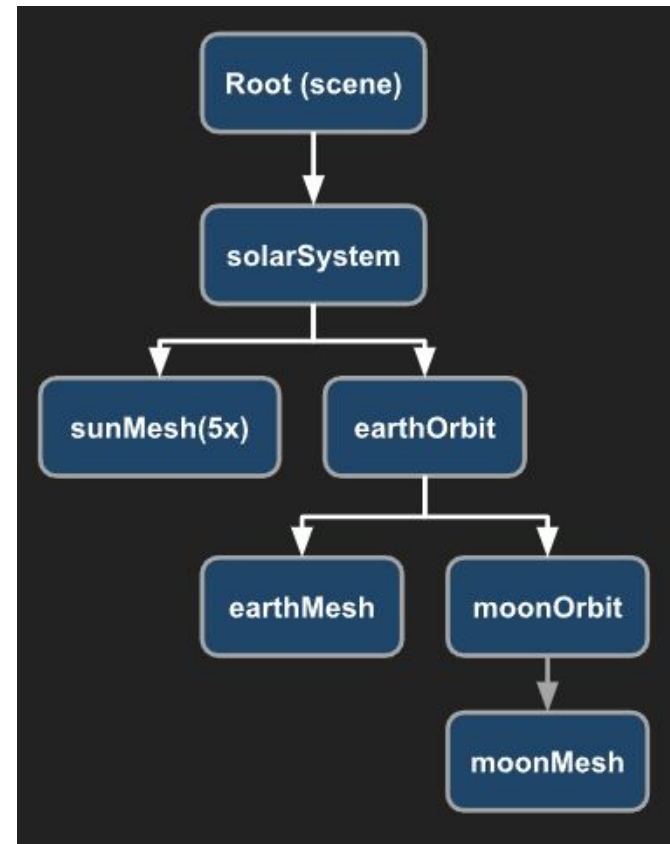 Root (scene)
solarSystem
sunMesh(5x)
earthOrbit
earthMesh
moonOrbit
moonMesh